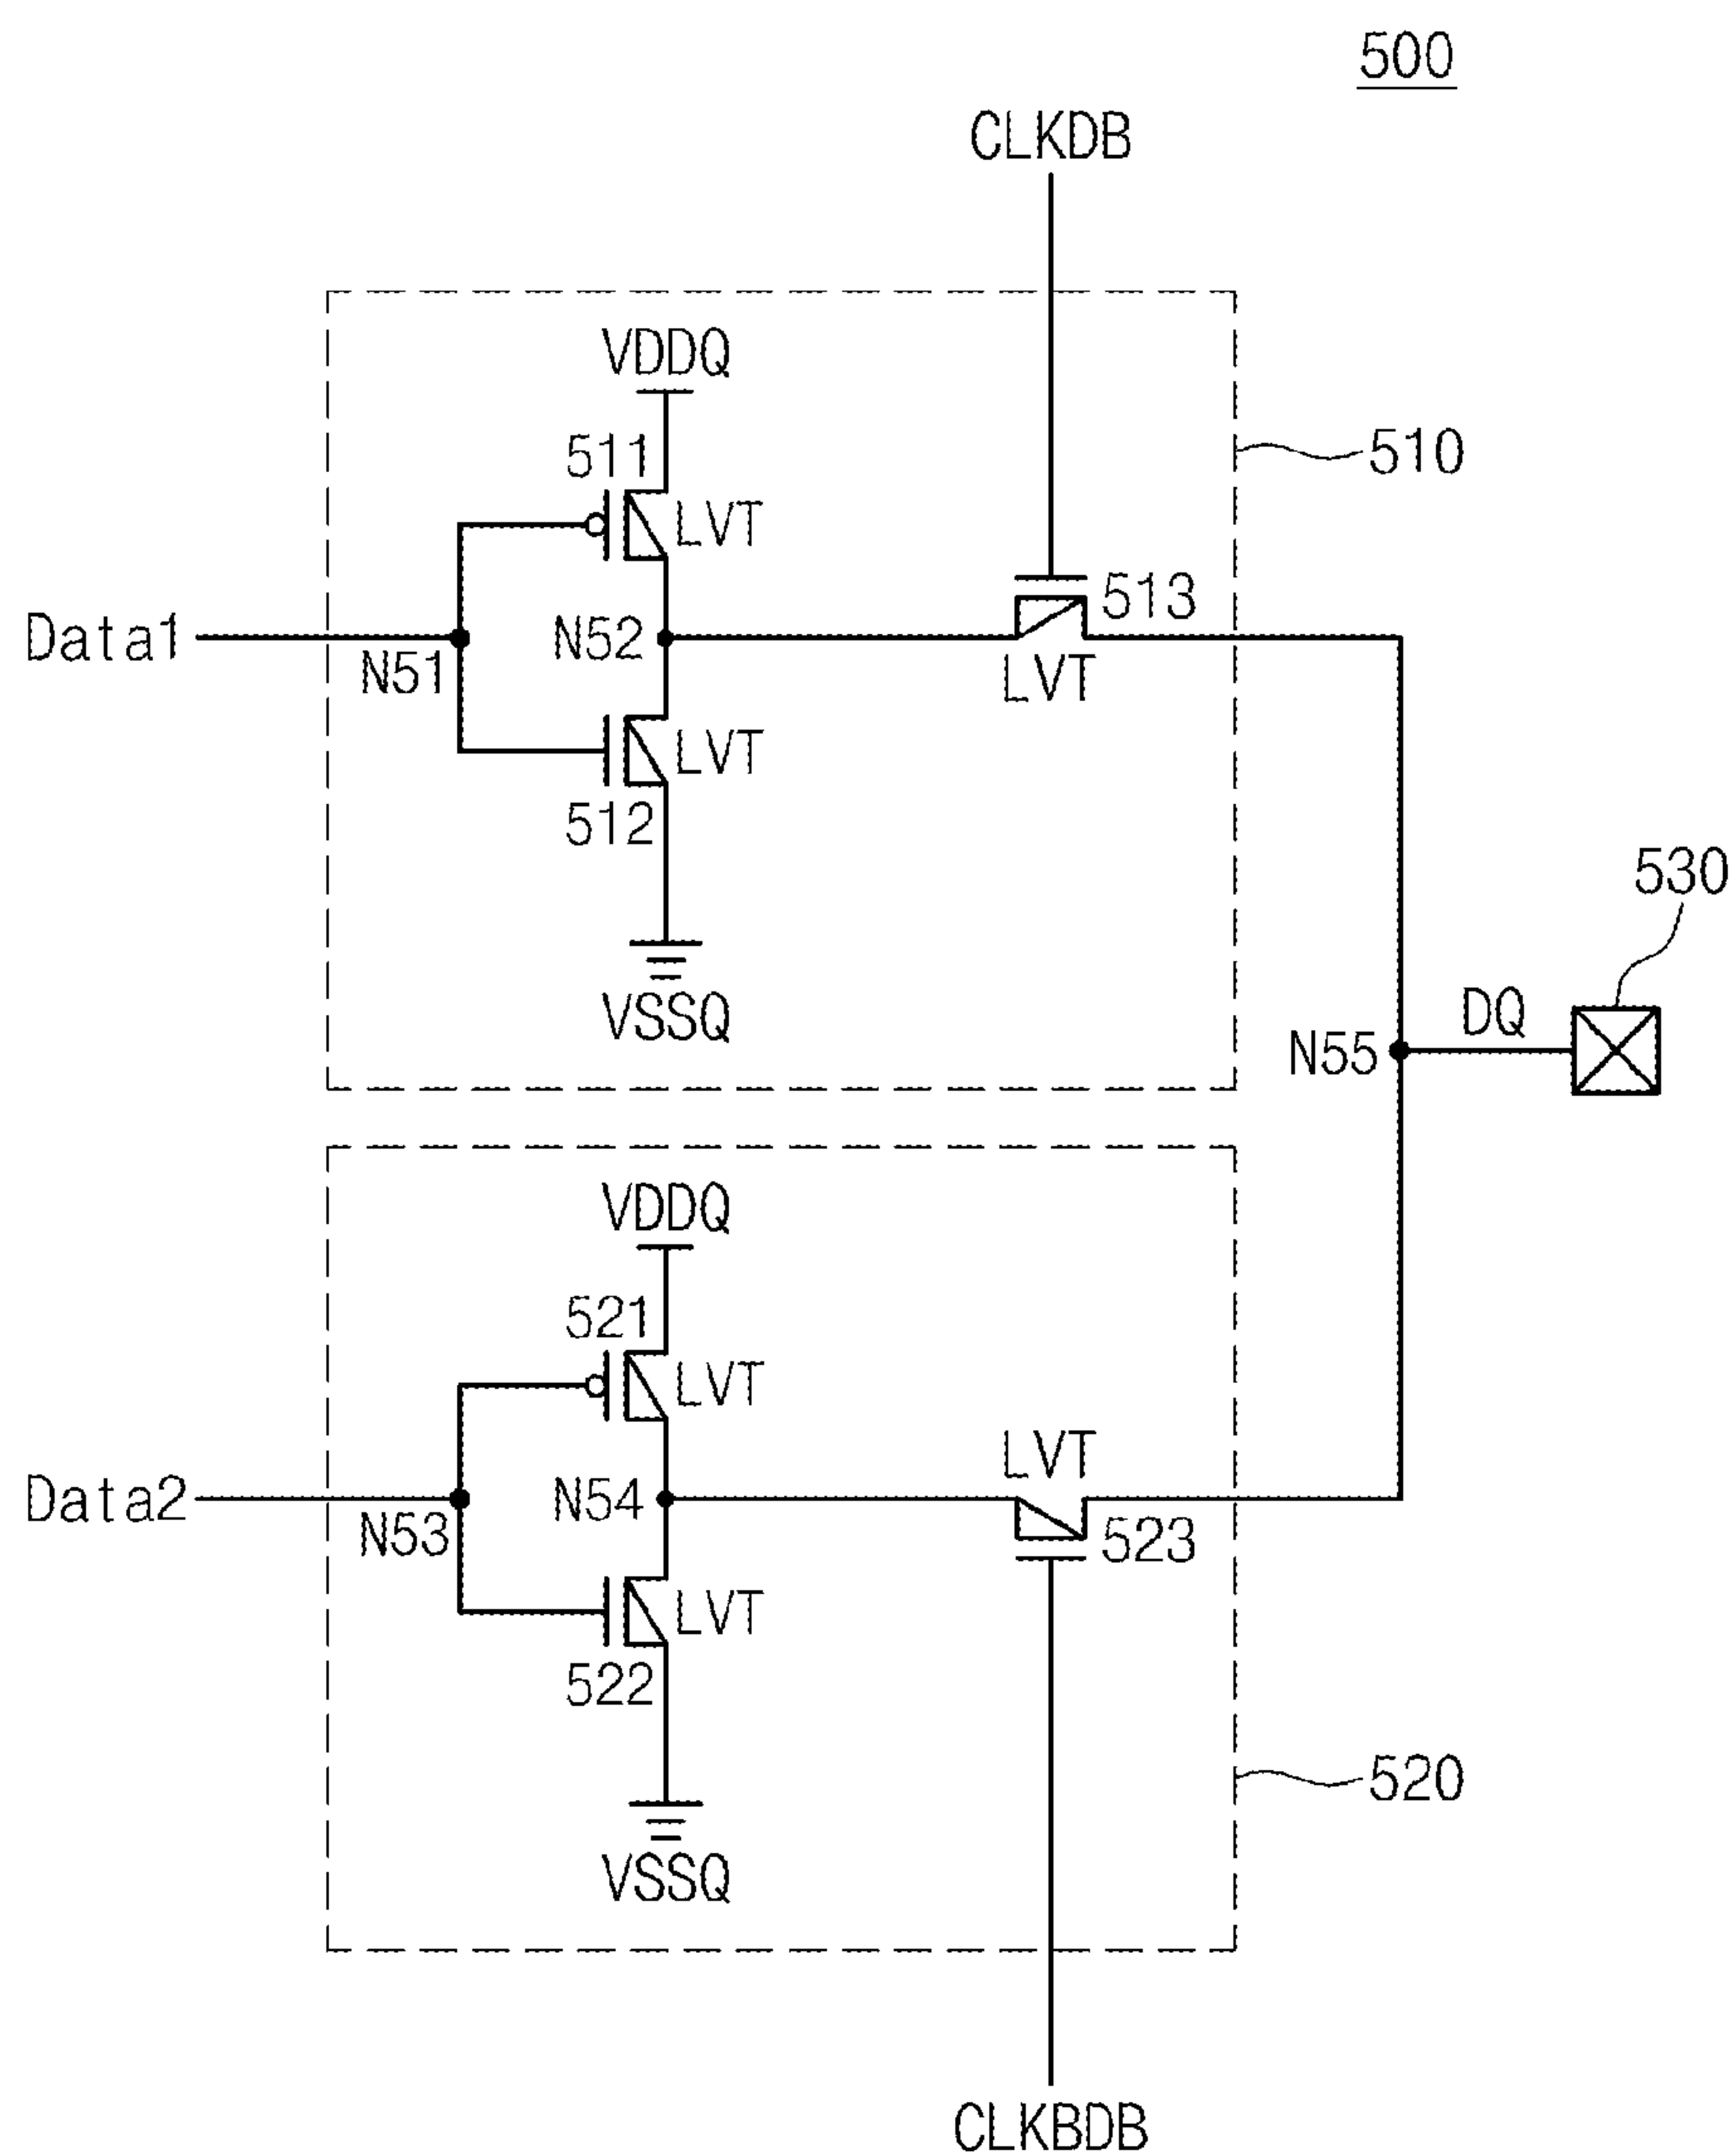 500
CLKDB
VDDQ
511
LVT
510
513
Data1
N51
N52
LVT
LVT
512
530
VSSQ
DQ
N55
VDDQ
521
LVT
LVT
Data2
N53
N54
523
LVT
522
520
VSSQ
CLKBDB